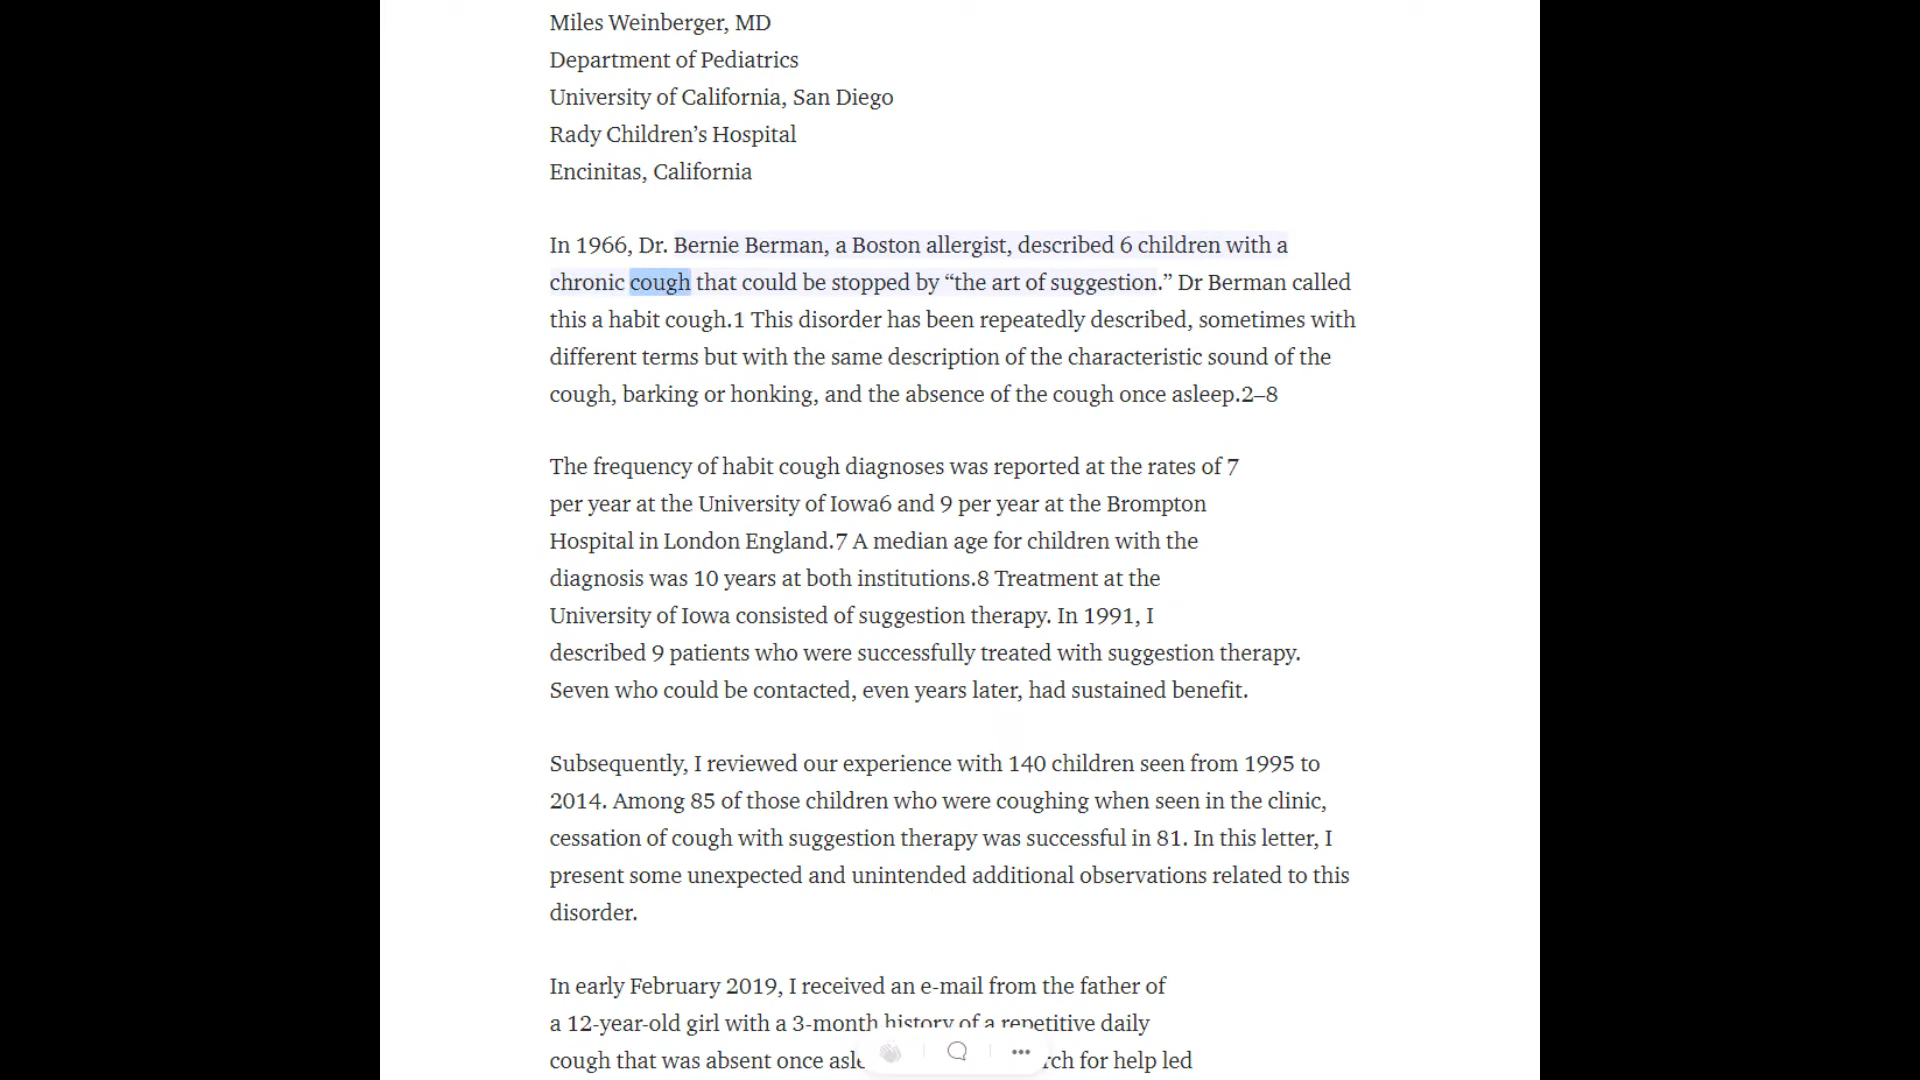 Miles Weinberger, MD
Department of Pediatrics
University of California, San Diego
Rady Children’s Hospital
Encinitas, California
In 1966, Dr. Bernie Berman, a Boston allergist, described 6 children with a
chronic cough that could be stopped by “the art of suggestion.” Dr Berman called
this a habit cough.1 This disorder has been repeatedly described, sometimes with
different terms but with the same description of the characteristic sound of the
cough, barking or honking, and the absence of the cough once asleep.2–8
The frequency of habit cough diagnoses was reported at the rates of 7
per year at the University of Iowa6 and 9 per year at the Brompton
Hospital in London England.7 A median age for children with the
diagnosis was 10 years at both institutions.8 Treatment at the
University of Iowa consisted of suggestion therapy. In 1991, I
described 9 patients who were successfully treated with suggestion therapy.
Seven who could be contacted, even years later, had sustained benefit.
Subsequently, I reviewed our experience with 140 children seen from 1995 to
2014. Among 85 of those children who were coughing when seen in the clinic,
cessation of cough with suggestion therapy was successful in 81. In this letter, I
present some unexpected and unintended additional observations related to this
disorder.
In early February 2019, I received an e-mail from the father of
a 12-year-old girl with a 3-month history of a repetitive daily
cough that was absent once for help led